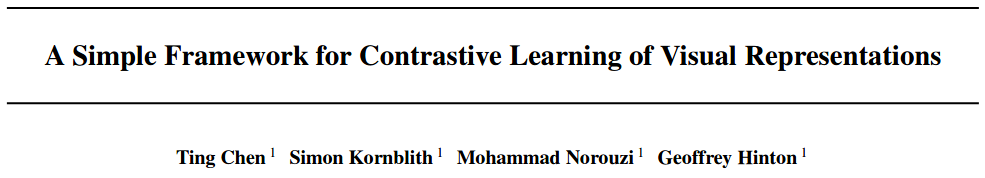 A Simple Framework for Contrastive Learning of Visual Representations
Ting Chen 1 Simon Kornblith 1 Mohammad Norouzi 1 Geoffrey Hinton 1